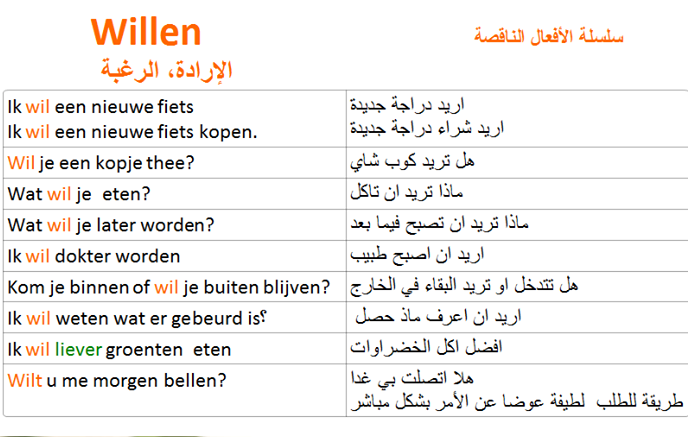 Willen
سلسلة الأفعال الناقصة
الإرادة، الرغبة
Ik wil een nieuwe fiets
اريد دراجة جديدة
Ik wil een nieuwe fiets kopen.
اريد شراء دراجة جديدة
Wil je een kopje thee?
هل تريد كوب شاي
Wat wil je eten?
ماذا تريد ان تاكل
Wat wil je later worden?
ماذا تريد ان تصبح فيما بعد
Ik wil dokter worden
اريد ان اصبح طبيب
Kom je binnen of wil je buiten blijven?
هل تتدخل او تريد البقاء في الخارج
Ik wil weten wat er gebeurd is؟
اريد ان اعرف ماذ حصل
Ik wil liever groenten eten
افضل اكل الخضراوات
Wilt u me morgen bellen?
هلا اتصلت بي غدا
طريقة للطلب لطيفة عوضا عن الأمر بشكل مباشر